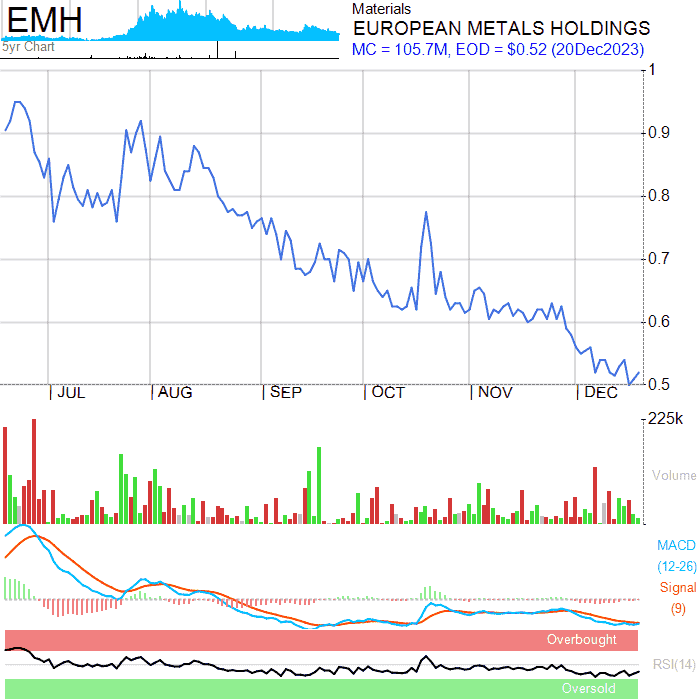 EMH
5yr Chart
Materials
EUROPEAN METALS HOLDINGS
MC = 105.7M, EOD = $0.52 (20Dec2023)
1
0.9
0.8
0.7
0.6
0.5
JUL AUG SEP OCT NOV DEC
225k
Volume
MACD
(12-26)
Signal
(9)
Overbought
RSI(14)
Oversold